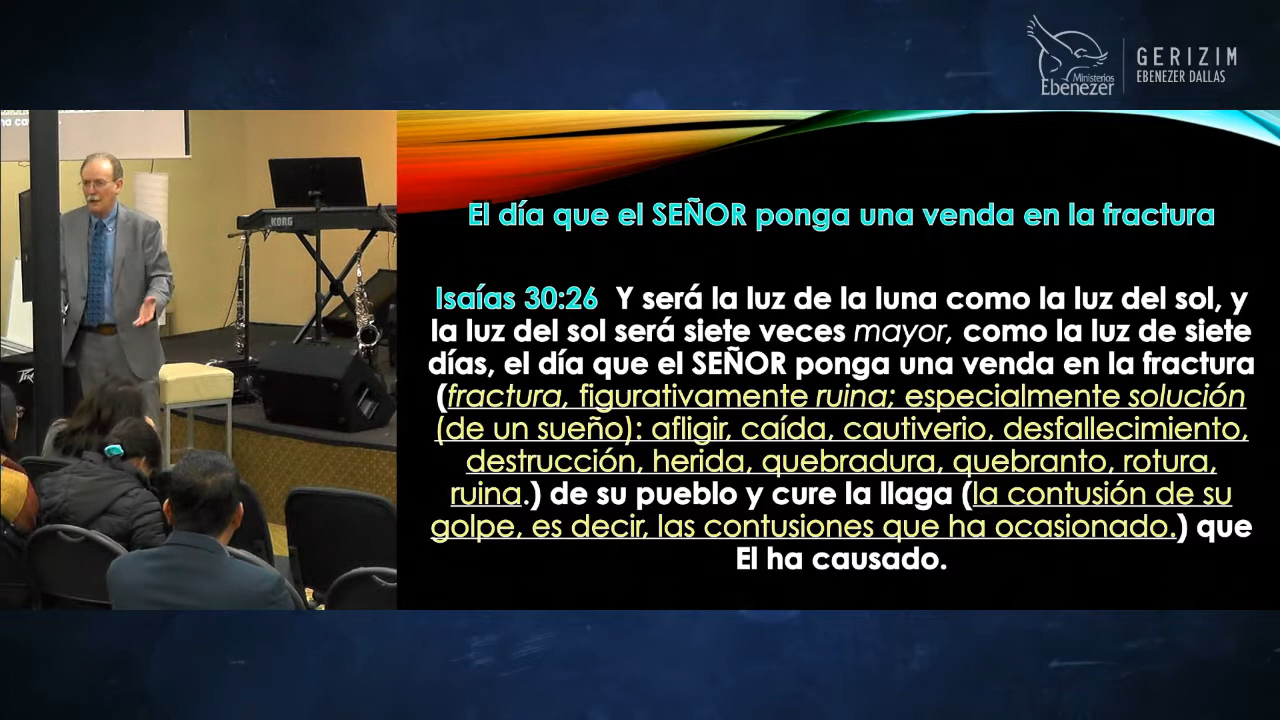 Ministerios
Ebenezer
GERIZIM
EBENEZER DALLAS
KORG
El día que el SEÑOR ponga una venda en la fractura
Isaías 30:26 Y será la luz de la luna como la luz del sol, y
la luz del sol será siete veces mayor, como la luz de siete
días, el día que el SEÑOR ponga una venda en la fractura
(fractura, figurativamente ruina; especialmente solución
(de un sueño): afligir, caída, cautiverio, desfallecimiento,
destrucción, herida, quebradura, quebranto, rotura,
ruina.) de su pueblo y cure la llaga (la contusión de su
golpe, es decir, las contusiones que ha ocasionado.) que
El ha causado.